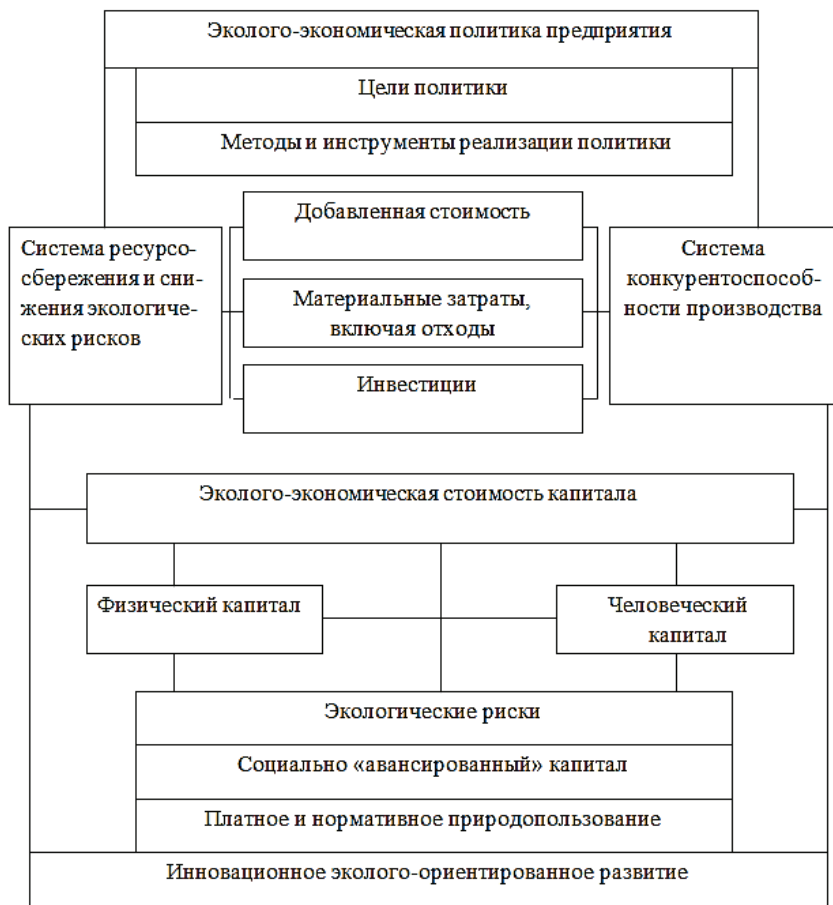 Эколого-экономическая политика предприятия
Цели политики
Методы и инструменты реализации политики
Добавленная стоимость
Система ресурсо-
сбережения и сни-
жения экологиче-
ских рисков
Материальные затраты,
включая отходы
Система
конкурентоспособ-
ности производства
Инвестиции
Эколого-экономическая стоимость капитала
Физический капитал
Человеческий
капитал
Экологические риски
Социально «авансированный» капитал
Платное и нормативное природопользование
Инновационное эколого-ориентированное развитие